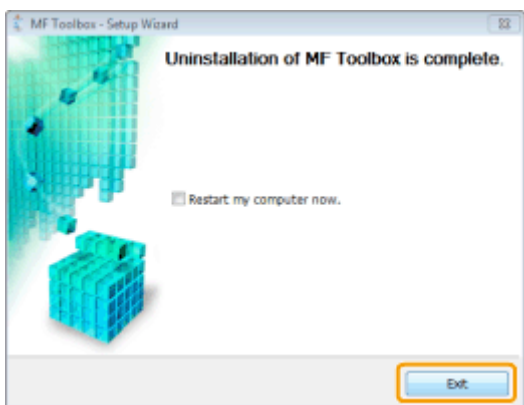 MF Toolbox - Setup Wizard
Uninstallation of MF Toolbox is complete.
Restart my computer now.
Exit